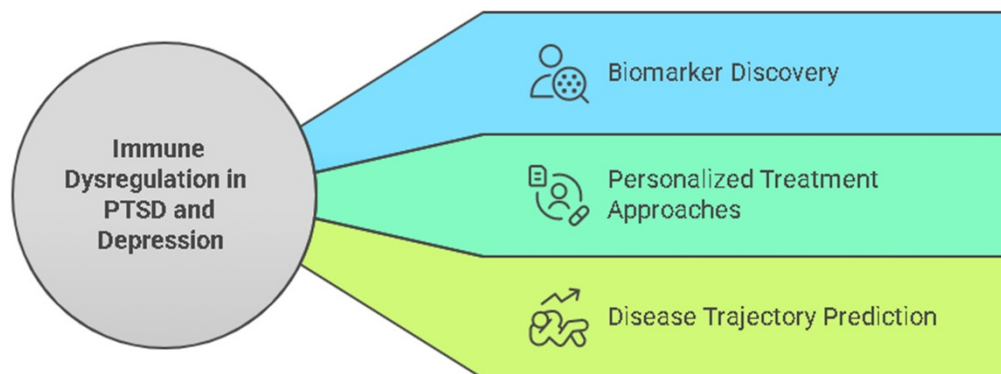 Immune
Dysregulation in
PTSD and
Depression
Biomarker Discovery
Personalized Treatment
Approaches
Disease Trajectory Prediction